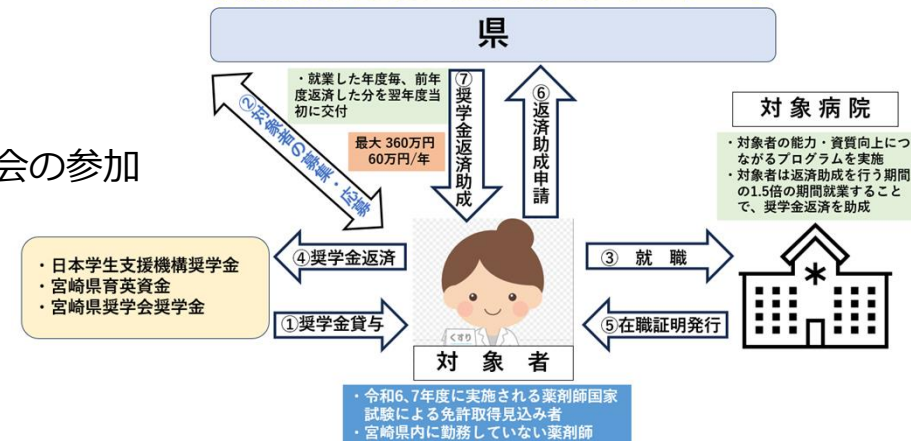 県
・就業した年度毎、前年
度返済した分を翌年度当
初に交付
最大 360万円
60万円/年
②対象者の募集・応募
⑦奨学金返済助成
⑥返済助成申請
対象病院
・対象者の能力・資質向上につ
ながるプログラムを実施
・対象者は返済助成を行う期間
の1.5倍の期間就業すること
で、奨学金返済を助成
会の参加
・日本学生支援機構奨学金
・宮崎県育英資金
・宮崎県奨学会奨学金
④奨学金返済
①奨学金貸与
③ 就 職
⑤在職証明発行
くすり
対 象 者
・令和6、7年度に実施される薬剤師国家
試験による免許取得見込み者
・宮崎県内に勤務していない薬剤師